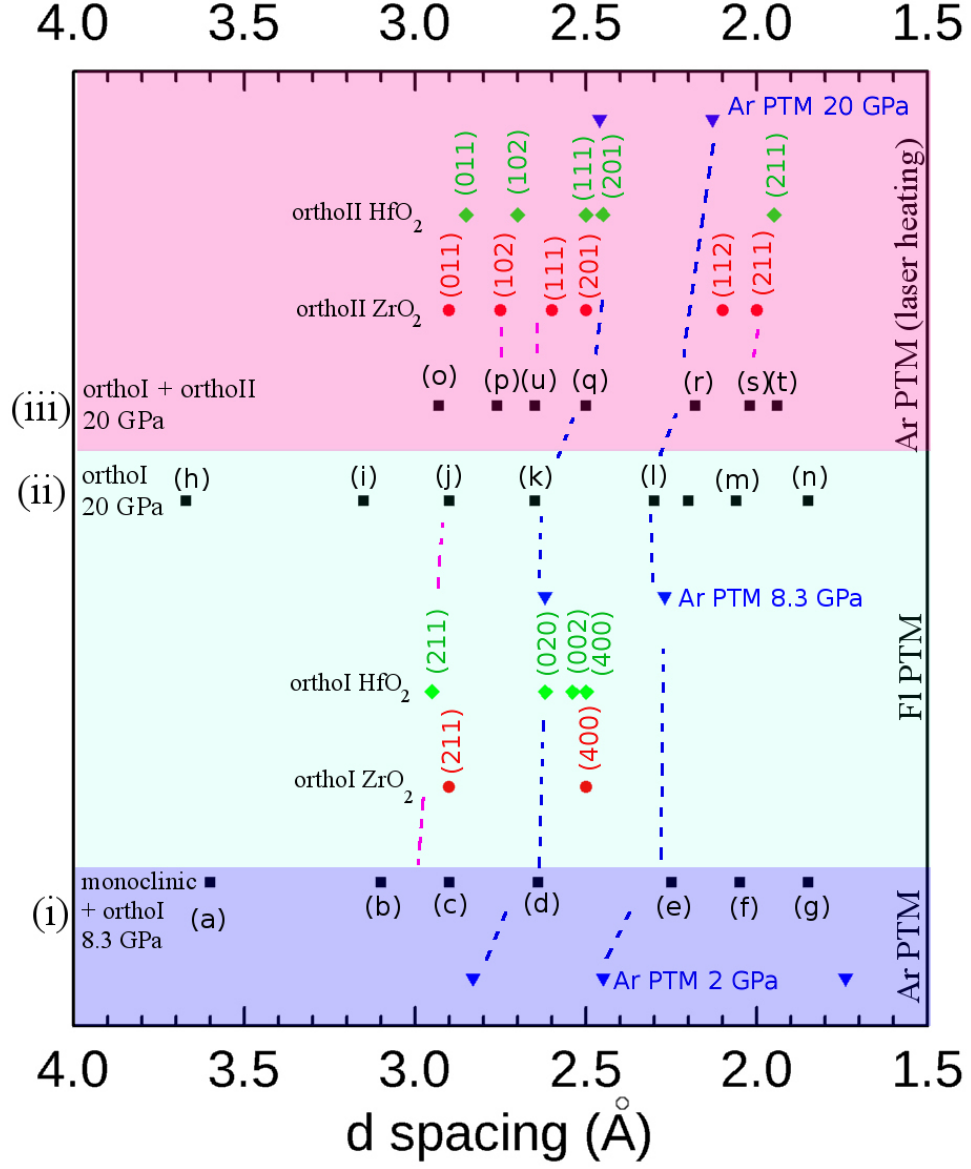 4.0 3.5 3.0 2.5 2.0 1.5
Ar PTM 20 GPa
(011) (102) (111) (201) (211)
orthoII HfO2
(011) (102) (111) (201) (112) (211)
orthoII ZrO2
Ar PTM (laser heating)
(iii)
orthoI + orthoII
20 GPa
(o) (p) (u) (q) (r) (s) (t)
(ii)
orthoI
20 GPa
(h) (i) (j) (k) (l) (m) (n)
Ar PTM 8.3 GPa
(211) (020) (002) (400)
orthoI HfO2
(211) (400)
orthoI ZrO2
Fl PTM
(i)
monoclinic
+ orthoI
8.3 GPa
(a) (b) (c) (d) (e) (f) (g)
Ar PTM 2 GPa
Ar PTM
4.0 3.5 3.0 2.5 2.0 1.5
d spacing (Å)